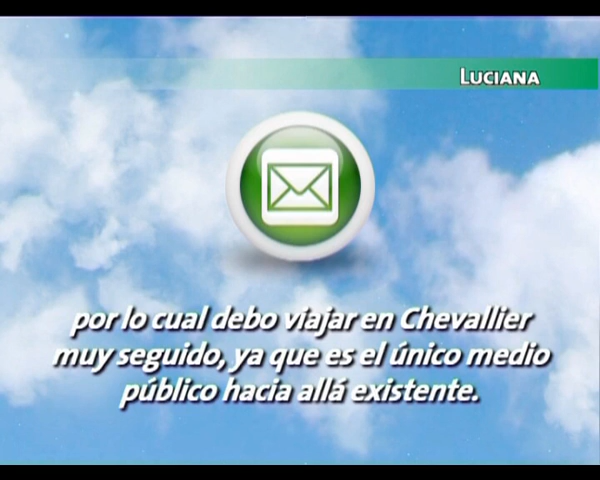 LUCIANA
por lo cual debo viajar en Chevallier
muy seguido, ya que es el único medio
público hacia allá existente.